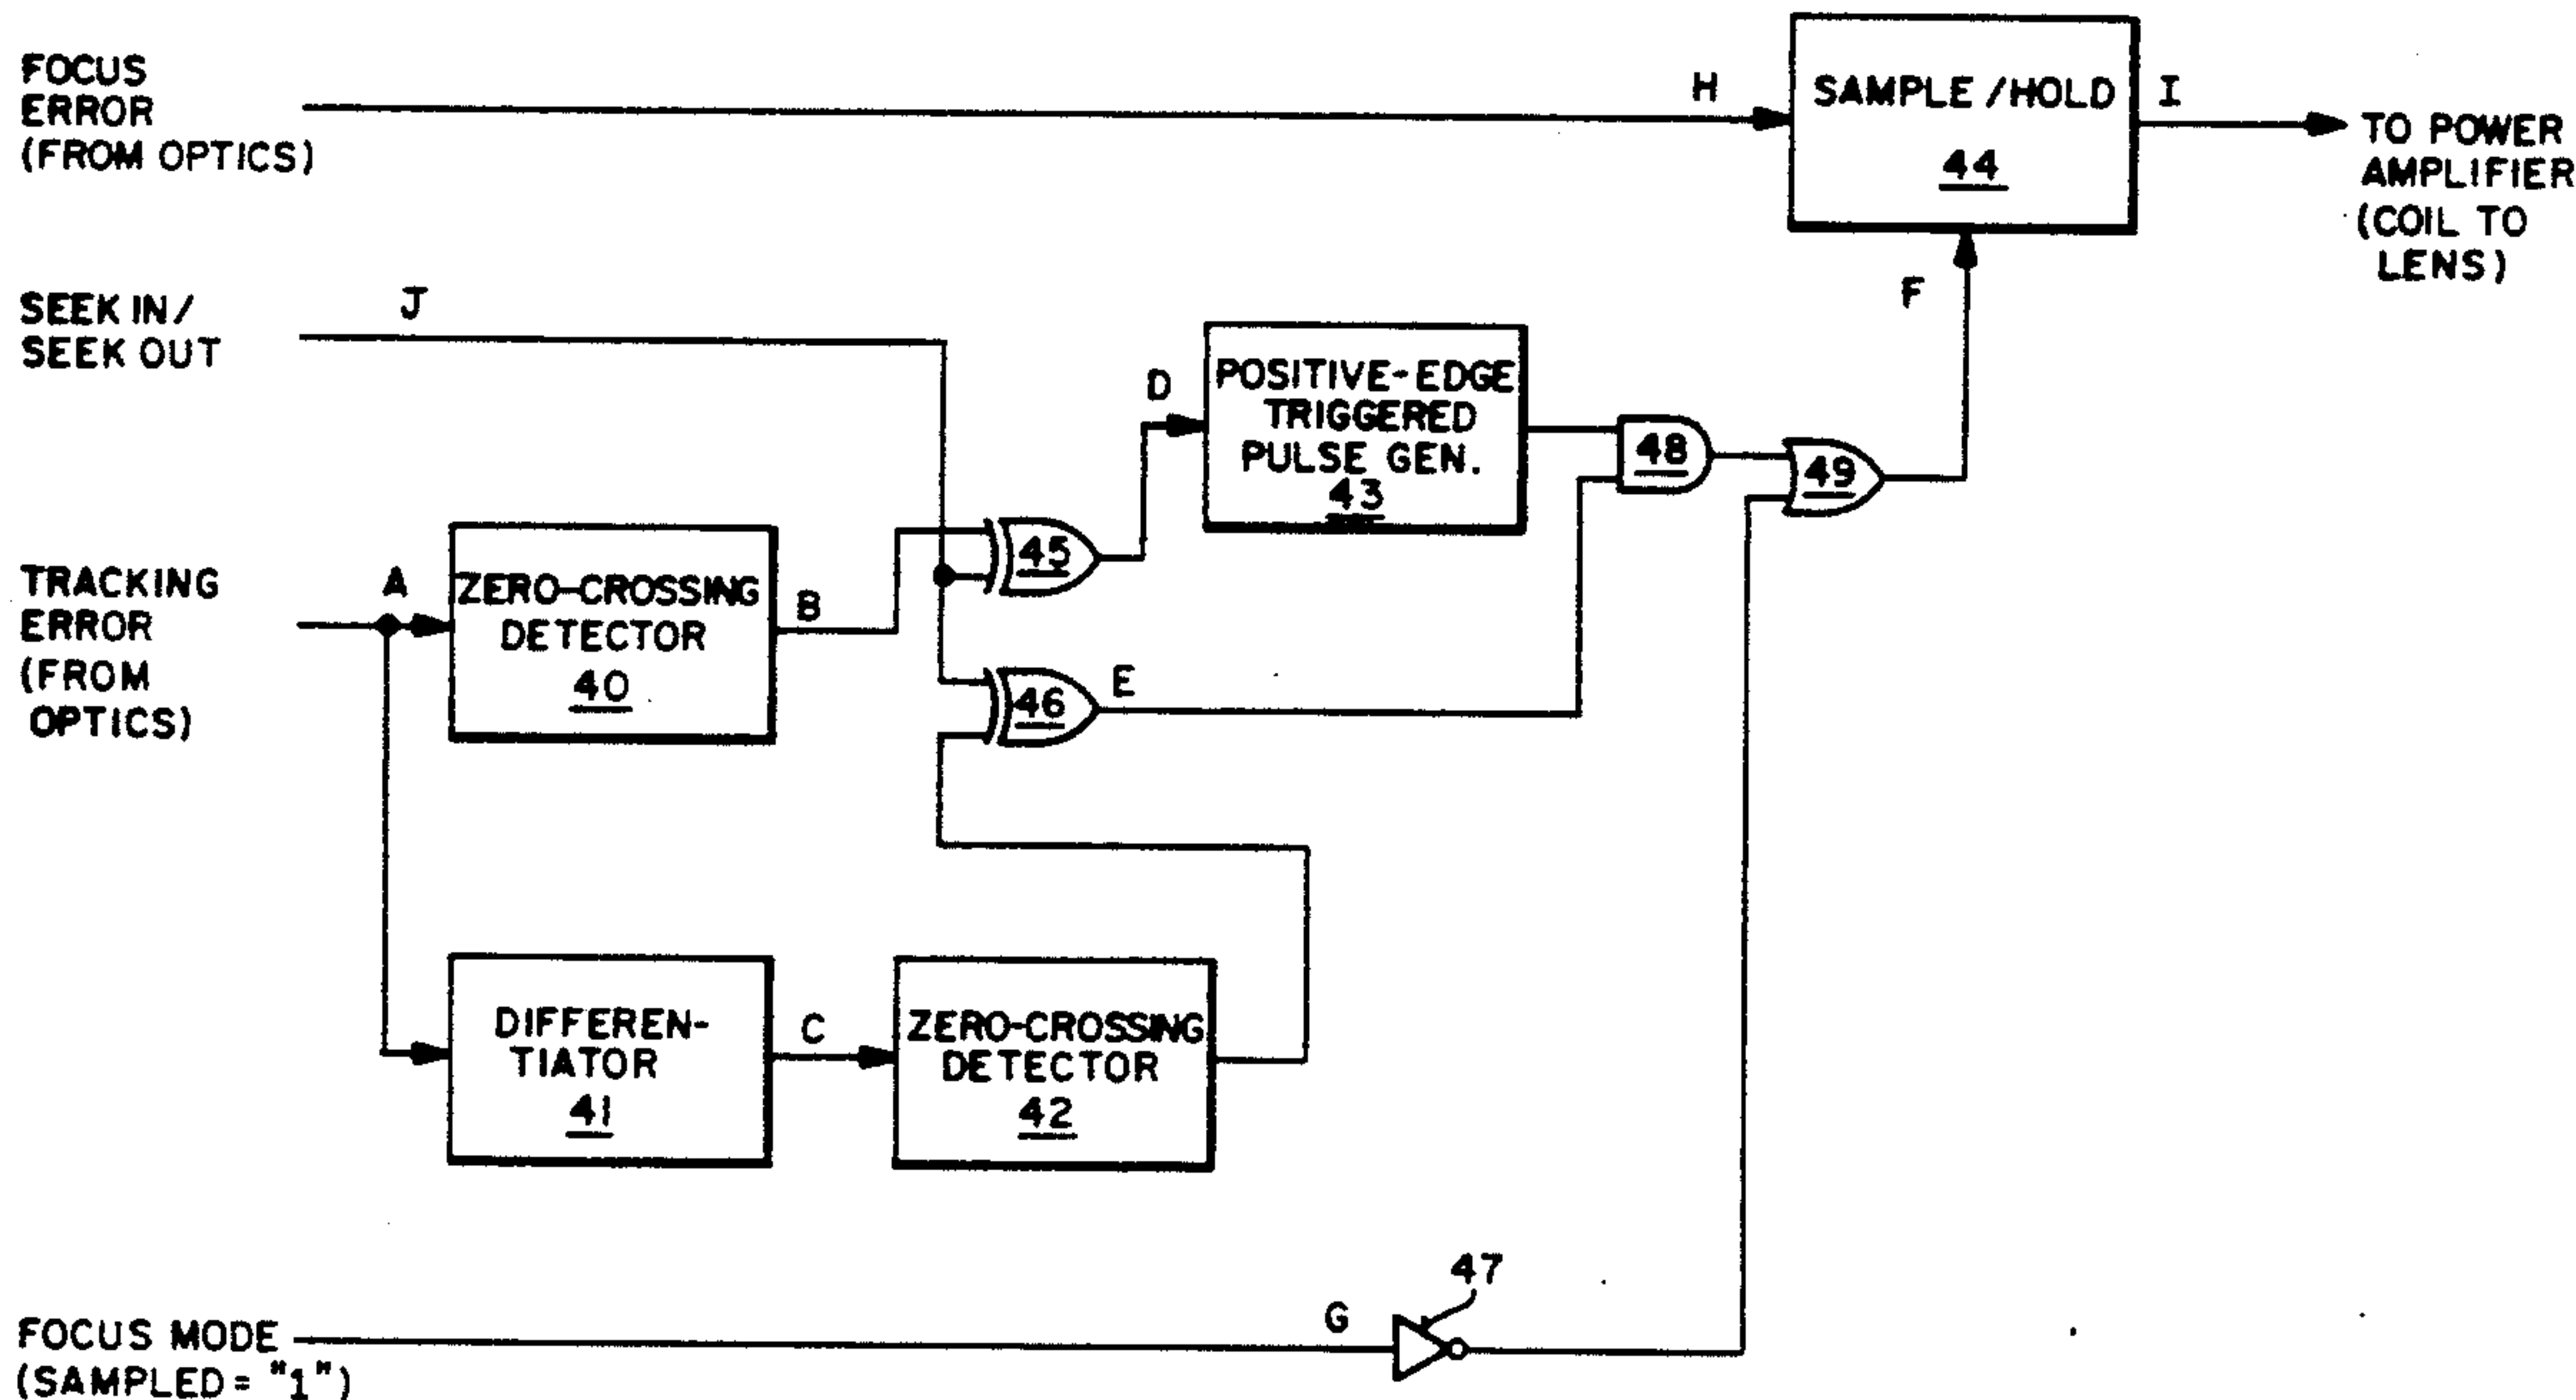 FOCUS
ERROR
(FROM OPTICS)
H
SAMPLE/HOLD
44
I
TO POWER
AMPLIFIER
(COIL TO
LENS)
F
SEEK IN/
SEEK OUT
J
D
POSITIVE-EDGE
TRIGGERED
PULSE GEN.
43
48
49
TRACKING
ERROR
(FROM
OPTICS)
A
ZERO-CROSSING
DETECTOR
40
B
45
46
E
DIFFEREN-
TIATOR
41
C
ZERO-CROSSING
DETECTOR
42
47
FOCUS MODE
(SAMPLED = "1")
G